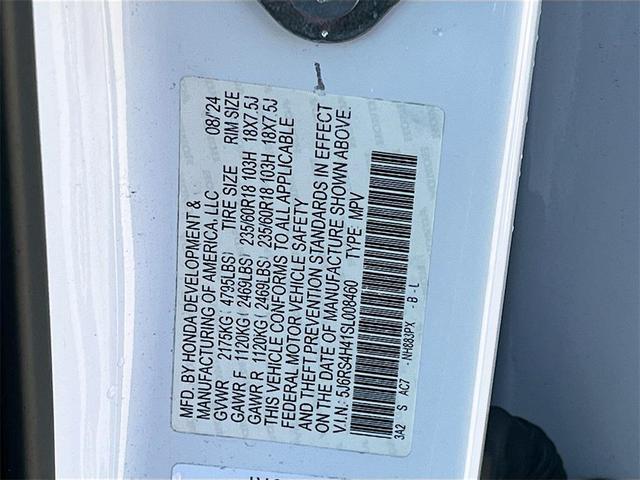 MFD. BY HONDA DEVELOPMENT &
MANUFACTURING OF AMERICA, LLC 08/'24
GVWR 2175KG ( 4795LBS) TIRE SIZE RIM SIZE
GAWR F 1120KG ( 2469LBS) 235/60R18 103H 18X7.5J
GAWR R 1120KG ( 2469LBS) 235/60R18 103H 18X7.5J
THIS VEHICLE CONFORMS TO ALL APPLICABLE
FEDERAL MOTOR VEHICLE SAFETY
AND THEFT PREVENTION STANDARDS IN EFFECT
ON THE DATE OF MANUFACTURE SHOWN ABOVE.
V.I.N.: 5J6RS4H41SL008460 TYPE: MPV
3A2 S AC7 -NH883PX -B-L